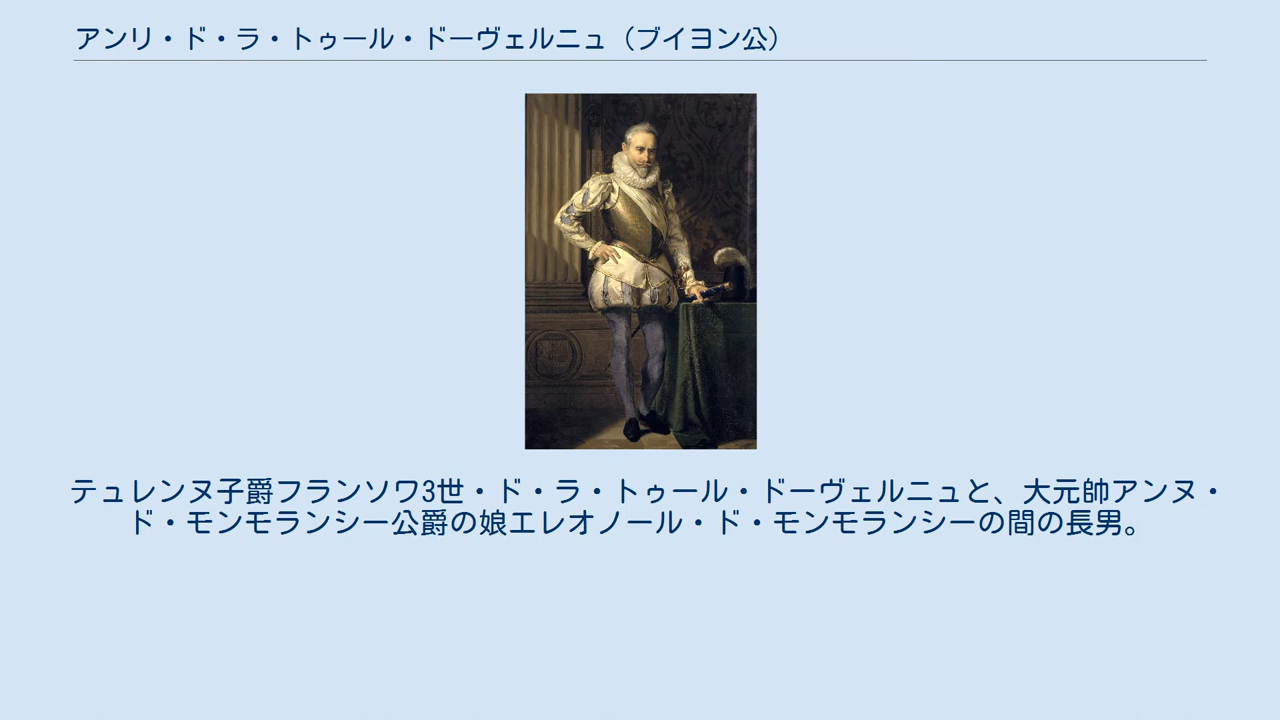 アンリ・ド・ラ・トゥール・ドーヴェルニュ（ブイヨン公）
テュレンヌ子爵フランソワ3世・ド・ラ・トゥール・ドーヴェルニュと、大元帥アンヌ・
ド・モンモランシー公爵の娘エレオノール・ド・モンモランシーの間の長男。